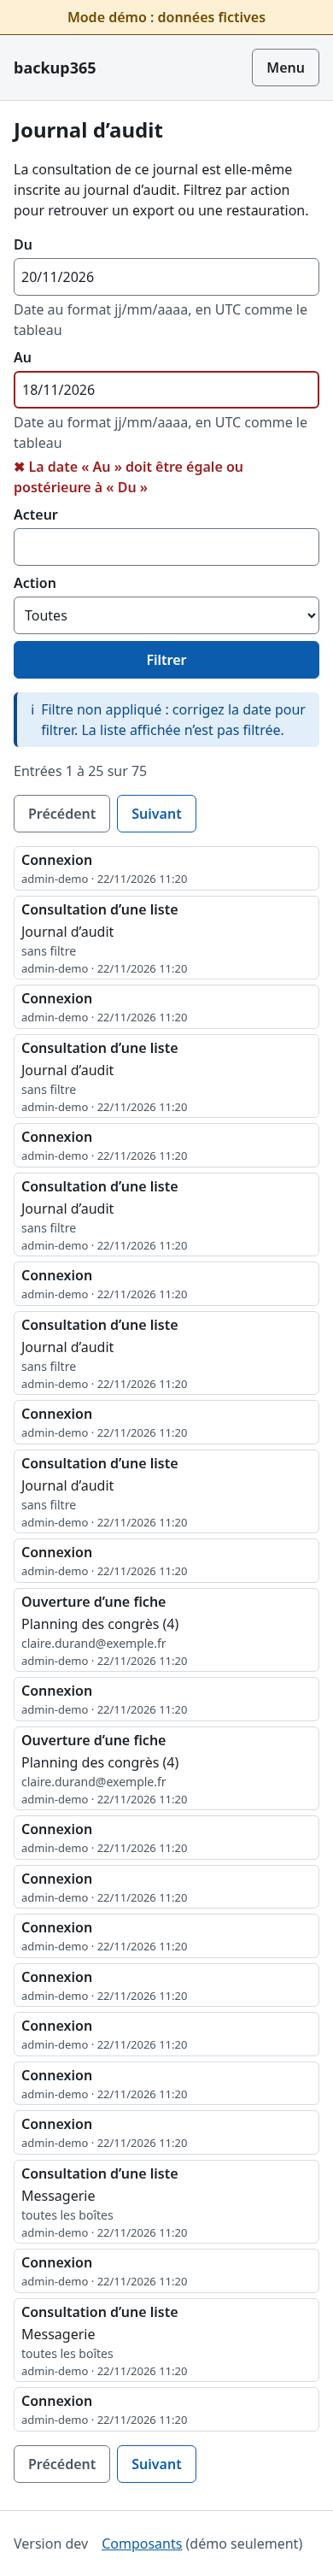 Mode démo : données fictives
backup365
Menu
Journal d’audit
La consultation de ce journal est elle-même
inscrite au journal d’audit. Filtrez par action
pour retrouver un export ou une restauration.
Du
20/11/2026
Date au format jj/mm/aaaa, en UTC comme le
tableau
Au
18/11/2026
Date au format jj/mm/aaaa, en UTC comme le
tableau
✖ La date « Au » doit être égale ou
postérieure à « Du »
Acteur
Action
Toutes
Filtrer
i Filtre non appliqué : corrigez la date pour
filtrer. La liste affichée n’est pas filtrée.
Entrées 1 à 25 sur 75
Précédent
Suivant
Connexion
admin-demo · 22/11/2026 11:20
Consultation d’une liste
Journal d’audit
sans filtre
admin-demo · 22/11/2026 11:20
Connexion
admin-demo · 22/11/2026 11:20
Consultation d’une liste
Journal d’audit
sans filtre
admin-demo · 22/11/2026 11:20
Connexion
admin-demo · 22/11/2026 11:20
Consultation d’une liste
Journal d’audit
sans filtre
admin-demo · 22/11/2026 11:20
Connexion
admin-demo · 22/11/2026 11:20
Consultation d’une liste
Journal d’audit
sans filtre
admin-demo · 22/11/2026 11:20
Connexion
admin-demo · 22/11/2026 11:20
Consultation d’une liste
Journal d’audit
sans filtre
admin-demo · 22/11/2026 11:20
Connexion
admin-demo · 22/11/2026 11:20
Ouverture d’une fiche
Planning des congrès (4)
claire.durand@exemple.fr
admin-demo · 22/11/2026 11:20
Connexion
admin-demo · 22/11/2026 11:20
Ouverture d’une fiche
Planning des congrès (4)
claire.durand@exemple.fr
admin-demo · 22/11/2026 11:20
Connexion
admin-demo · 22/11/2026 11:20
Connexion
admin-demo · 22/11/2026 11:20
Connexion
admin-demo · 22/11/2026 11:20
Connexion
admin-demo · 22/11/2026 11:20
Connexion
admin-demo · 22/11/2026 11:20
Connexion
admin-demo · 22/11/2026 11:20
Connexion
admin-demo · 22/11/2026 11:20
Consultation d’une liste
Messagerie
toutes les boîtes
admin-demo · 22/11/2026 11:20
Connexion
admin-demo · 22/11/2026 11:20
Consultation d’une liste
Messagerie
toutes les boîtes
admin-demo · 22/11/2026 11:20
Connexion
admin-demo · 22/11/2026 11:20
Précédent
Suivant
Version dev Composants (démo seulement)